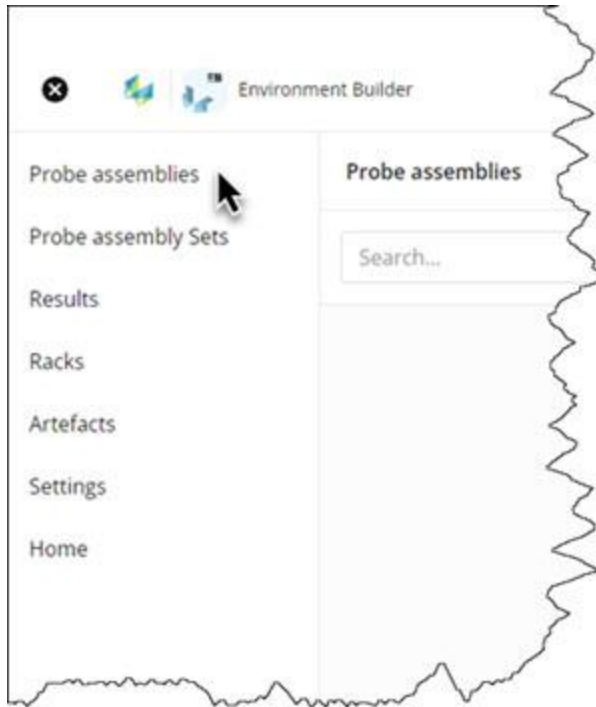 Environment Builder
Probe assemblies
Probe assembly Sets
Results
Racks
Artefacts
Settings
Home
Probe assemblies
Search...